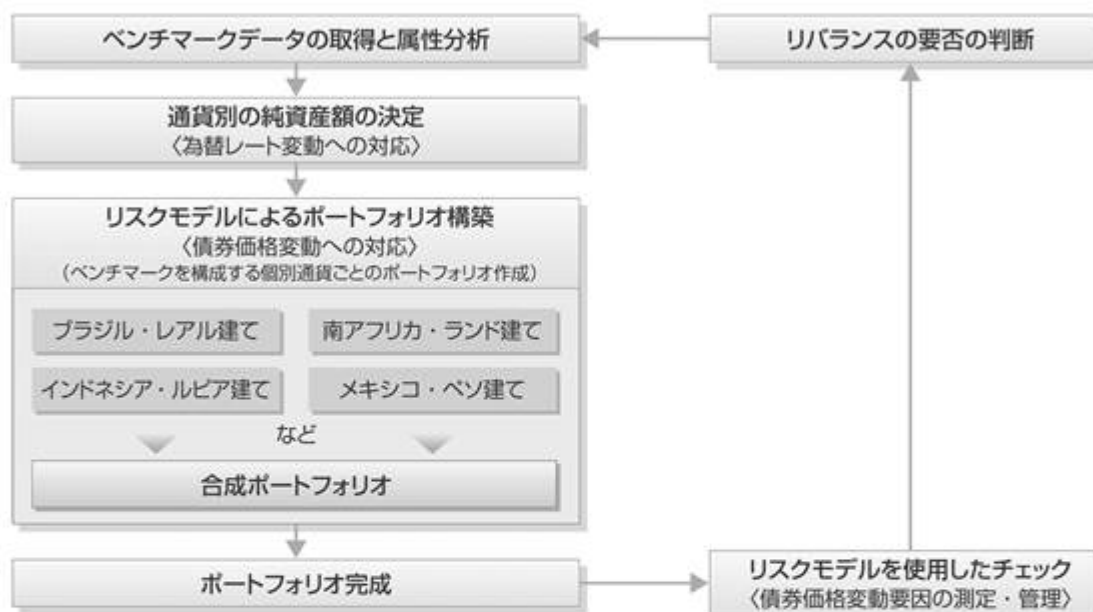 ベンチマークデータの取得と属性分析
リバランスの要否の判断
通貨別の純資産額の決定
〈為替レート変動への対応〉
リスクモデルによるポートフォリオ構築
〈債券価格変動への対応〉
（ベンチマークを構成する個別通貨ごとのポートフォリオ作成）
ブラジル・レアル建て
南アフリカ・ランド建て
インドネシア・ルピア建て
メキシコ・ペソ建て
など
合成ポートフォリオ
ポートフォリオ完成
リスクモデルを使用したチェック
〈債券価格変動要因の測定・管理〉